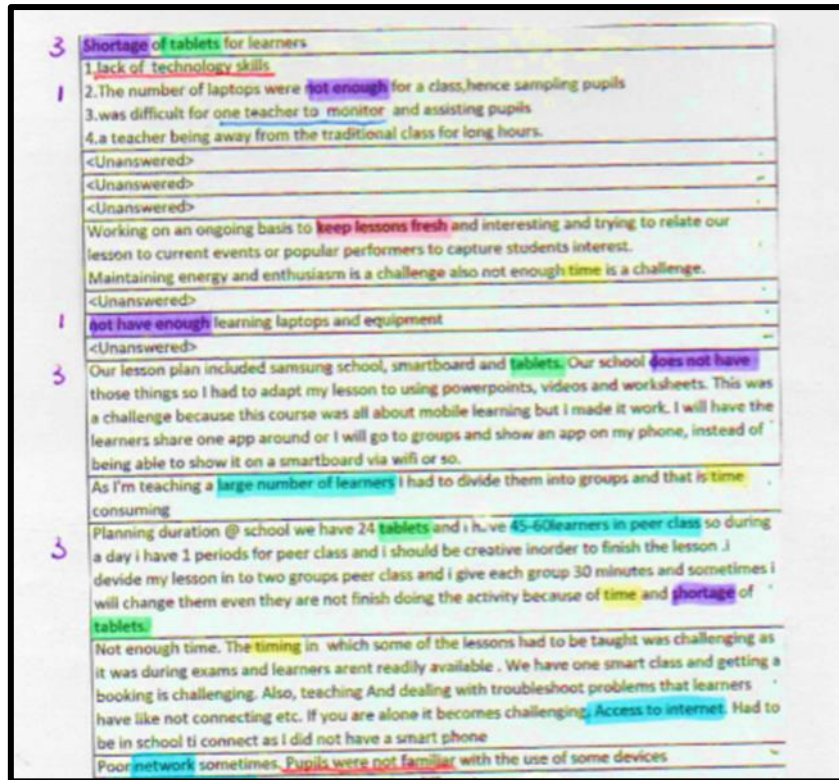 3 Shortage of tablets for learners
1.lack of technology skills
1 2.The number of laptops were not enough for a class,hence sampling pupils
3.was difficult for one teacher to monitor and assisting pupils
4.a teacher being away from the traditional class for long hours.
<Unanswered>
<Unanswered>
<Unanswered>
Working on an ongoing basis to keep lessons fresh and interesting and trying to relate our
lesson to current events or popular performers to capture students interest.
Maintaining energy and enthusiasm is a challenge also not enough time is a challenge.
<Unanswered>
1 not have enough learning laptops and equipment
<Unanswered>
3 Our lesson plan included samsung school, smartboard and tablets. Our school does not have
those things so I had to adapt my lesson to using powerpoints, videos and worksheets. This was
a challenge because this course was all about mobile learning but i made it work. I will have the
learners share one app around or I will go to groups and show an app on my phone, instead of
being able to show it on a smartboard via wifi or so.
As I'm teaching a large number of learners I had to divide them into groups and that is time
consuming
Planning duration @ school we have 24 tablets and i have 45-60learners in peer class so during
3 a day i have 1 periods for peer class and i should be creative inorder to finish the lesson .i
devide my lesson in to two groups peer class and i give each group 30 minutes and sometimes i
will change them even they are not finish doing the activity because of time and shortage of
tablets.
Not enough time. The timing in which some of the lessons had to be taught was challenging as
it was during exams and learners arent readily available . We have one smart class and getting a
booking is challenging. Also, teaching And dealing with troubleshoot problems that learners
have like not connecting etc. If you are alone it becomes challenging. Access to internet. Had to
be in school ti connect as I did not have a smart phone
Poor network sometimes. Pupils were not familiar with the use of some devices